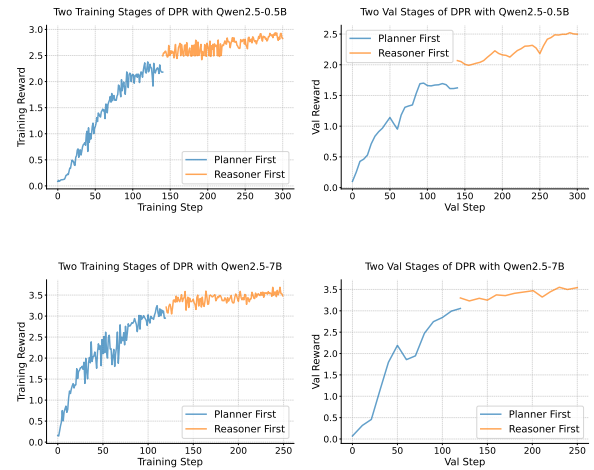 Two Training Stages of DPR with Qwen2.5-0.5B
Training Reward
3.0
2.5
2.0
1.5
1.0
0.5
0.0
0 50 100 150 200 250 300
Training Step
Planner First
Reasoner First
Two Val Stages of DPR with Qwen2.5-0.5B
Val Reward
2.5
2.0
1.5
1.0
0.5
0.0
0 50 100 150 200 250 300
Val Step
Planner First
Reasoner First
Two Training Stages of DPR with Qwen2.5-7B
Training Reward
3.5
3.0
2.5
2.0
1.5
1.0
0.5
0.0
0 50 100 150 200 250
Training Step
Planner First
Reasoner First
Two Val Stages of DPR with Qwen2.5-7B
Val Reward
3.5
3.0
2.5
2.0
1.5
1.0
0.5
0.0
0 50 100 150 200 250
Val Step
Planner First
Reasoner First